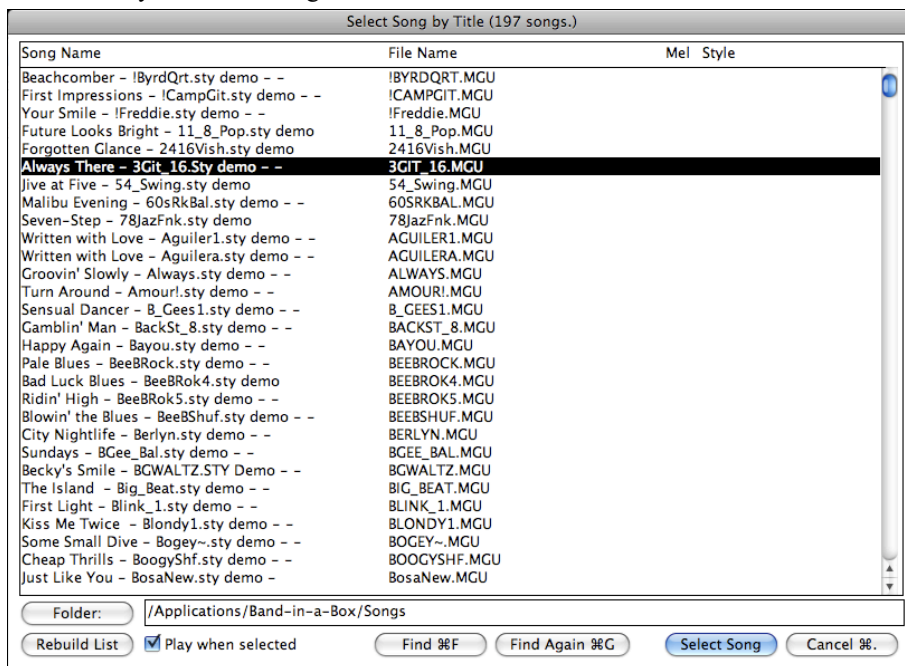 Select Song by Title (197 songs.)
Song Name File Name Mel Style
Beachcomber – !ByrdQrt.sty demo – – !BYRDQRT.MGU
First Impressions – !CampGit.sty demo – – !CAMPGIT.MGU
Your Smile – !Freddie.sty demo – – !Freddie.MGU
Future Looks Bright – 11_8_Pop.sty demo 11_8_Pop.MGU
Forgotten Glance – 2416Vish.sty demo 2416Vish.MGU
Always There – 3Git_16.Sty demo – – 3GIT_16.MGU
Jive at Five – 54_Swing.sty demo 54_Swing.MGU
Malibu Evening – 60sRkBal.sty demo – – 60SRKBAL.MGU
Seven-Step – 78JazFnk.sty demo 78JazFnk.MGU
Written with Love – Aguiler1.sty demo – – AGUILER1.MGU
Written with Love – Aguilera.sty demo – – AGUILERA.MGU
Groovin' Slowly – Always.sty demo – – ALWAYS.MGU
Turn Around – Amour!.sty demo – – AMOUR!.MGU
Sensual Dancer – B_Gees1.sty demo – – B_GEES1.MGU
Gamblin' Man – BackSt_8.sty demo – – BACKST_8.MGU
Happy Again – Bayou.sty demo – – BAYOU.MGU
Pale Blues – BeeBRock.sty demo – – BEEBROCK.MGU
Bad Luck Blues – BeeBRok4.sty demo BEEBROK4.MGU
Ridin' High – BeeBRok5.sty demo – – BEEBROK5.MGU
Blowin' the Blues – BeeBShuf.sty demo – – BEEBSHUF.MGU
City Nightlife – Berlyn.sty demo – – BERLYN.MGU
Sundays – BGee_Bal.sty demo – – BGEE_BAL.MGU
Becky's Smile – BGWALTZ.STY Demo – – BGWALTZ.MGU
The Island – Big_Beat.sty demo – – BIG_BEAT.MGU
First Light – Blink_1.sty demo – – BLINK_1.MGU
Kiss Me Twice – Blondy1.sty demo – – BLONDY1.MGU
Some Small Dive – Bogey~.sty demo – – BOGEY~.MGU
Cheap Thrills – BoogyShf.sty demo – – BOOGYSHF.MGU
Just Like You – BosaNew.sty demo – BosaNew.MGU
Folder: /Applications/Band-in-a-Box/Songs
Rebuild List Play when selected Find ⌘F Find Again ⌘G Select Song Cancel ⌘.